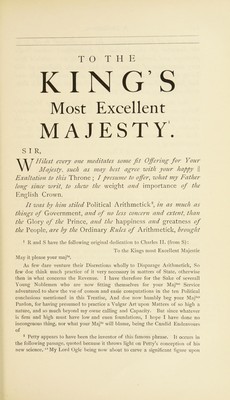 TO THE
KING'S
Most Excellent
MAJESTY¹.
SIR,
WHilest every one meditates some fit Offering for Your
Majesty, such as may best agree with your happy ||
Exaltation to this Throne; I presume to offer, what my Father
long since writ, to shew the weight and importance of the
English Crown.
It was by him stiled Political Arithmetick², in as much as
things of Government, and of no less concern and extent, than
the Glory of the Prince, and the happiness and greatness of
the People, are by the Ordinary Rules of Arithmetick, brought
¹ R and S have the following original dedication to Charles II. (from S):
To the Kings most Excellent Majestie
May it please your maj^tie.
As few dare venture their Discretions wholly to Disparage Arithmetick, So
few doe think much practice of it very necessary in matters of State, otherwise
then in what concerns the Revenue. I have therefore for the Sake of severall
Young Noblemen who are now fitting themselves for your Maj^ties Service
adventured to shew the vse of comon and easie computations in the ten Political
conclusions mentioned in this Treatise, And doe now humbly beg your Maj^ties
Pardon, for haveing presumed to practice a Vulgar Art upon Matters of so high a
nature, and so much beyond my owne calling and Capacity. But since whatever
is firm and high must have low and even foundations, I hope I have done no
incongruous thing; nor what your Maj^tie will blame, being the Candid Endeavours
of
² Petty appears to have been the inventor of this famous phrase. It occurs in
the following passage, quoted because it throws light on Petty's conception of his
new science, "My Lord Ogle being now about to carve a significant figure upon